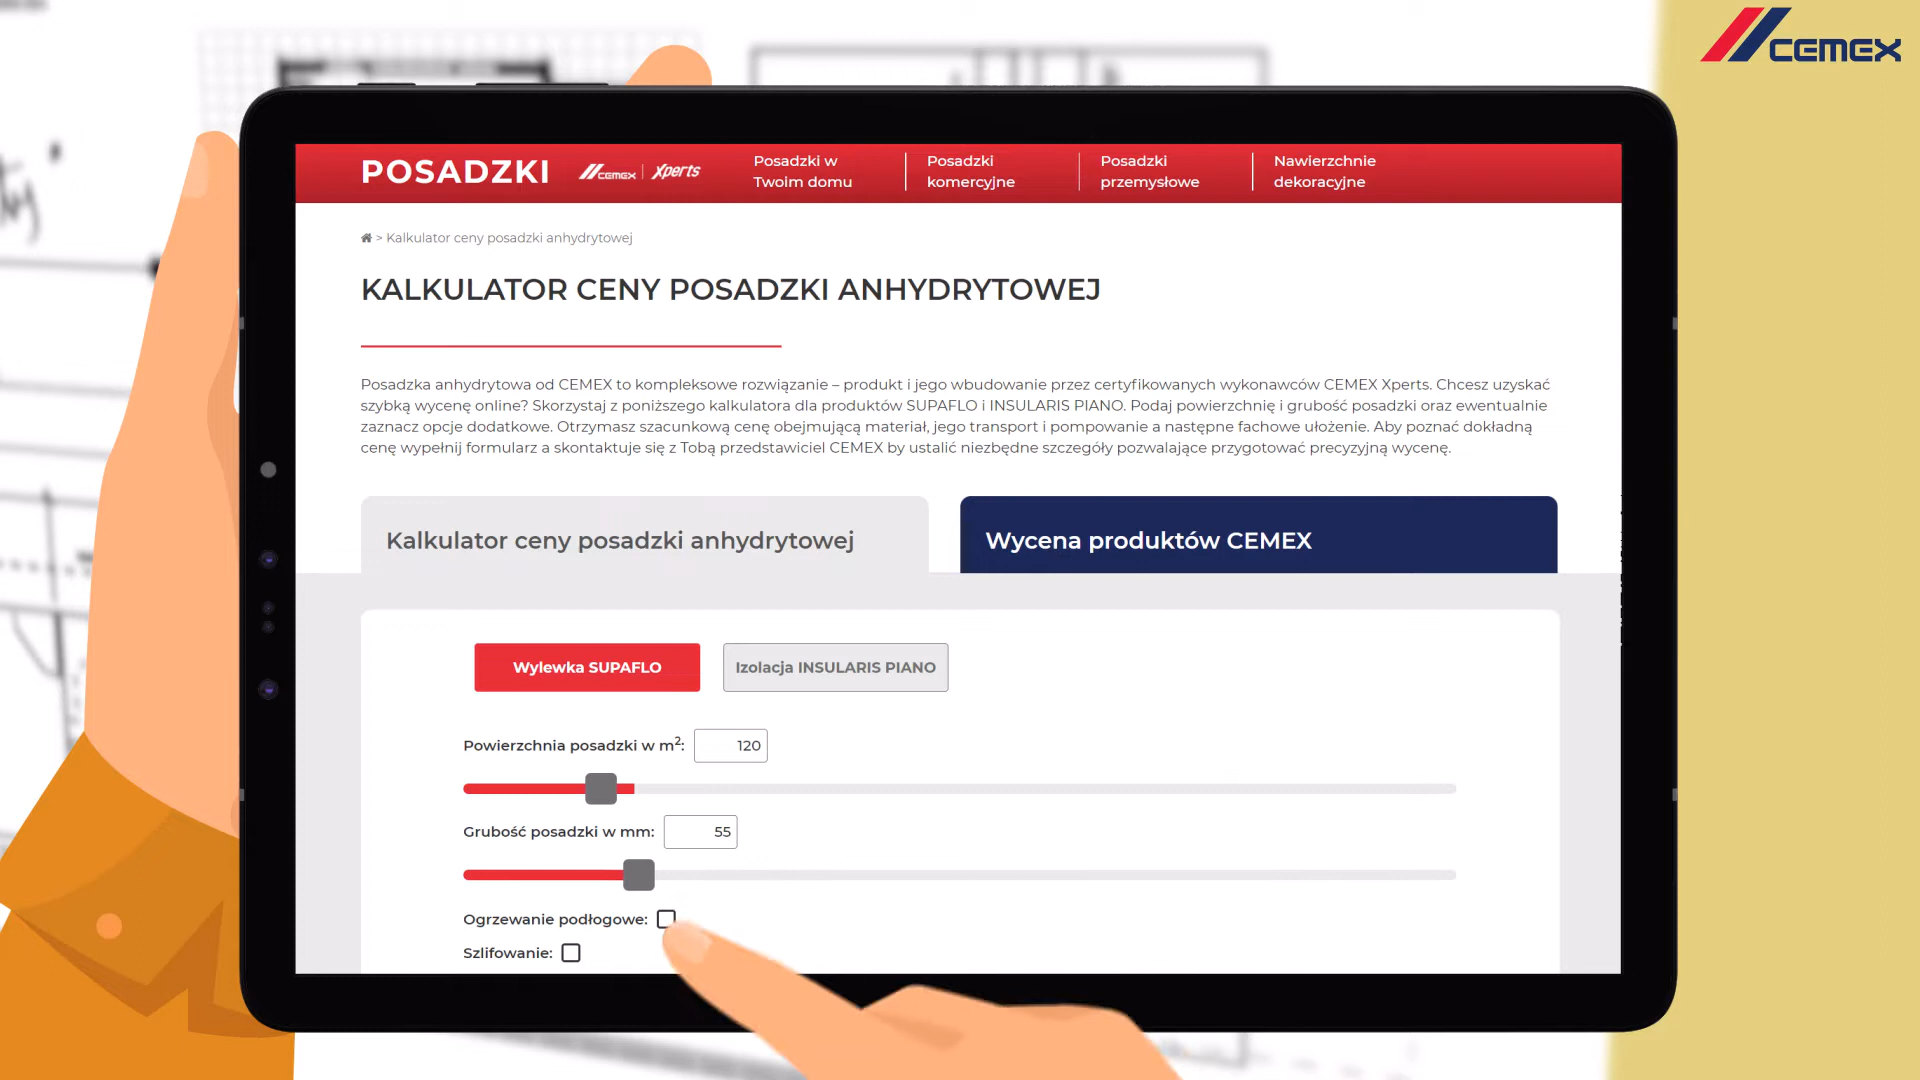 CEMEX
POSADZKI
CEMEX | Xperts
Posadzki w
Twoim domu
Posadzki
komercyjne
Posadzki
przemysłowe
Nawierzchnie
dekoracyjne
> Kalkulator ceny posadzki anhydrytowej
KALKULATOR CENY POSADZKI ANHYDRYTOWEJ
Posadzka anhydrytowa od CEMEX to kompleksowe rozwiązanie – produkt i jego wbudowanie przez certyfikowanych wykonawców CEMEX Xperts. Chcesz uzyskać
szybką wycenę online? Skorzystaj z poniższego kalkulatora dla produktów SUPAFLO i INSULARIS PIANO. Podaj powierzchnię i grubość posadzki oraz ewentualnie
zaznacz opcje dodatkowe. Otrzymasz szacunkową cenę obejmującą materiał, jego transport i pompowanie a następne fachowe ułożenie. Aby poznać dokładną
cenę wypełnij formularz a skontaktuje się z Tobą przedstawiciel CEMEX by ustalić niezbędne szczegóły pozwalające przygotować precyzyjną wycenę.
Kalkulator ceny posadzki anhydrytowej
Wycena produktów CEMEX
Wylewka SUPAFLO
Izolacja INSULARIS PIANO
Powierzchnia posadzki w m²: 120
Grubość posadzki w mm: 55
Ogrzewanie podłogowe:
Szlifowanie: